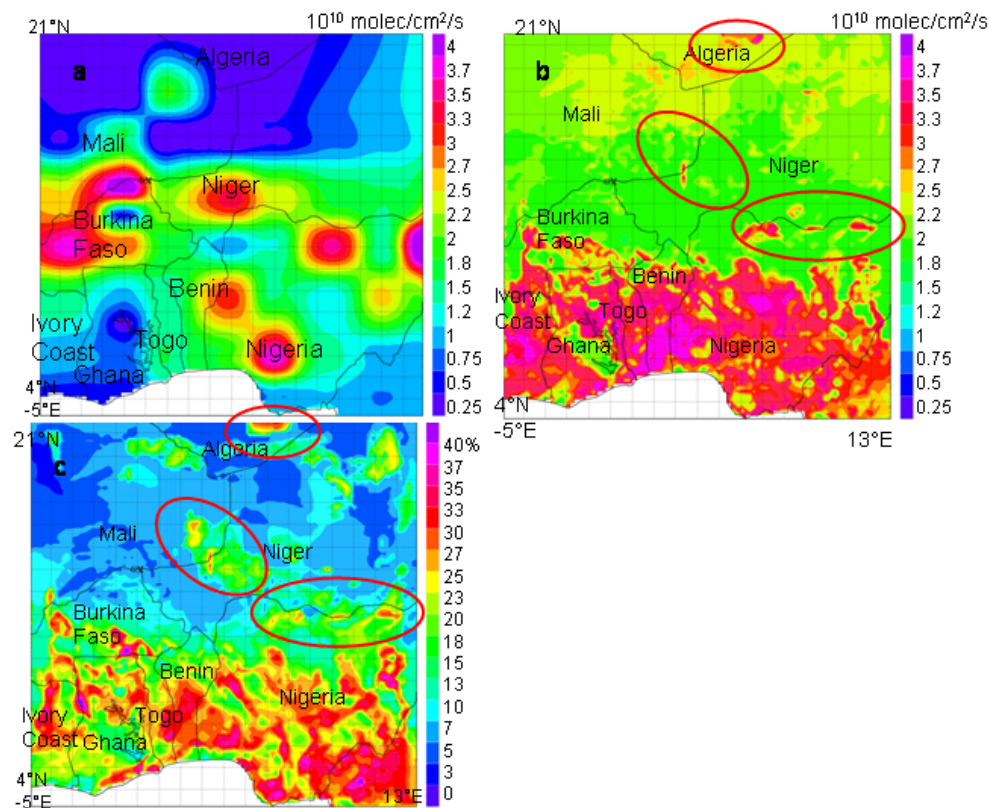 21°N
10¹⁰ molec/cm²/s
a
Algeria
Mali
Niger
Burkina
Faso
Benin
Ivory
Coast
Togo
Ghana
Nigeria
4°N
-5°E
4
3.7
3.5
3.3
3
2.7
2.5
2.2
2
1.8
1.5
1.2
1
0.75
0.5
0.25
21°N
10¹⁰ molec/cm²/s
b
Algeria
Mali
Niger
Burkina
Faso
Benin
Ivory
Coast
Togo
Ghana
Nigeria
4°N
-5°E
13°E
4
3.7
3.5
3.3
3
2.7
2.5
2.2
2
1.8
1.5
1.2
1
0.75
0.5
0.25
21°N
c
Algeria
Mali
Niger
Burkina
Faso
Benin
Nigeria
Ivory
Coast
Togo
Ghana
4°N
-5°E
13°E
40%
37
35
30
27
25
23
20
18
15
13
10
7
5
3
0